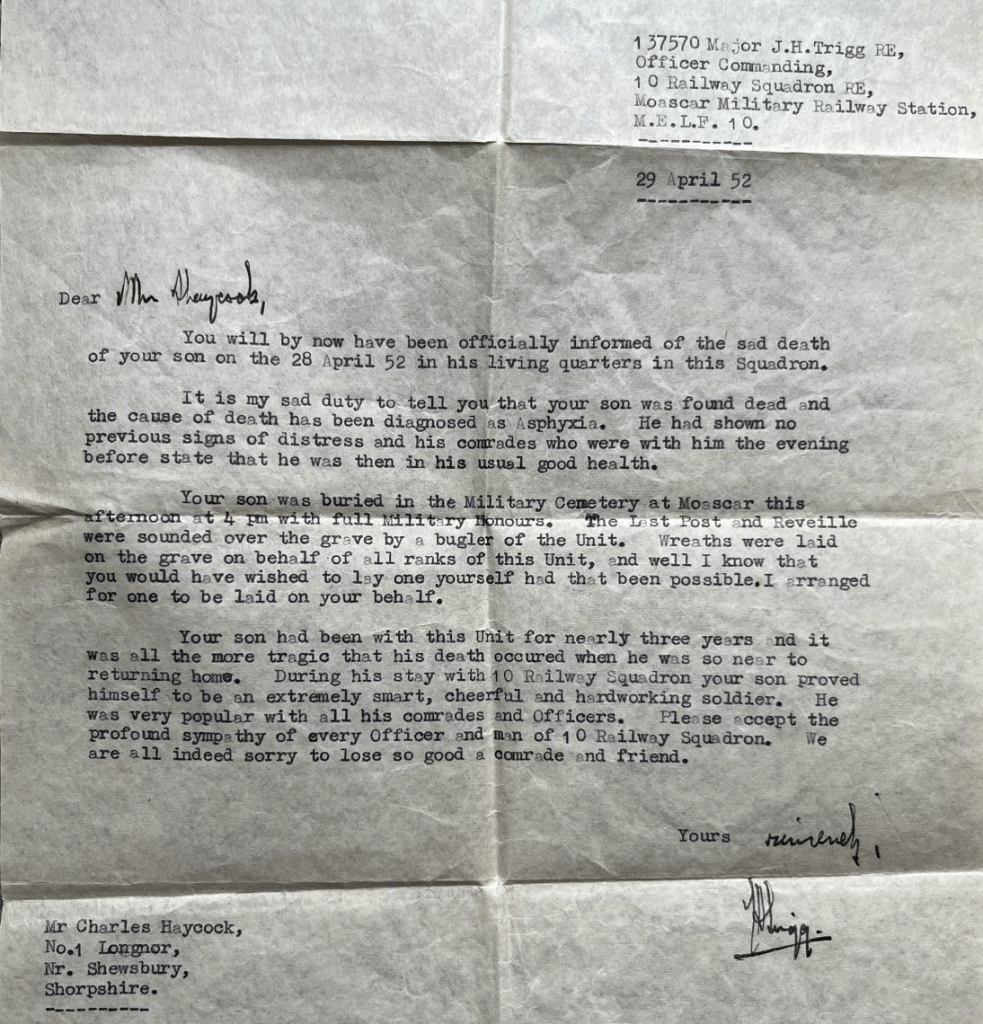 137570 Major J.H.Trigg RE,
Officer Commanding,
10 Railway Squadron RE,
Moascar Military Railway Station,
M.E.L.F. 10.
29 April 52
Dear Mr Haycock,
You will by now have been officially informed of the sad death
of your son on the 28 April 52 in his living quarters in this Squadron.
It is my sad duty to tell you that your son was found dead and
the cause of death has been diagnosed as Asphyxia. He had shown no
previous signs of distress and his comrades who were with him the evening
before state that he was then in his usual good health.
Your son was buried in the Military Cemetery at Moascar this
afternoon at 4 pm with full Military Honours. The Last Post and Reveille
were sounded over the grave by a bugler of the Unit. Wreaths were laid
on the grave on behalf of all ranks of this Unit, and well I know that
you would have wished to lay one yourself had that been possible.I arranged
for one to be laid on your behalf.
Your son had been with this Unit for nearly three years and it
was all the more tragic that his death occured when he was so near to
returning home. During his stay with 10 Railway Squadron your son proved
himself to be an extremely smart, cheerful and hardworking soldier. He
was very popular with all his comrades and Officers. Please accept the
profound sympathy of every Officer and man of 10 Railway Squadron. We
are all indeed sorry to lose so good a comrade and friend.
Yours sincerely,
JHTrigg.
Mr Charles Haycock,
No.1 Longnor,
Nr. Shewsbury,
Shorpshire.